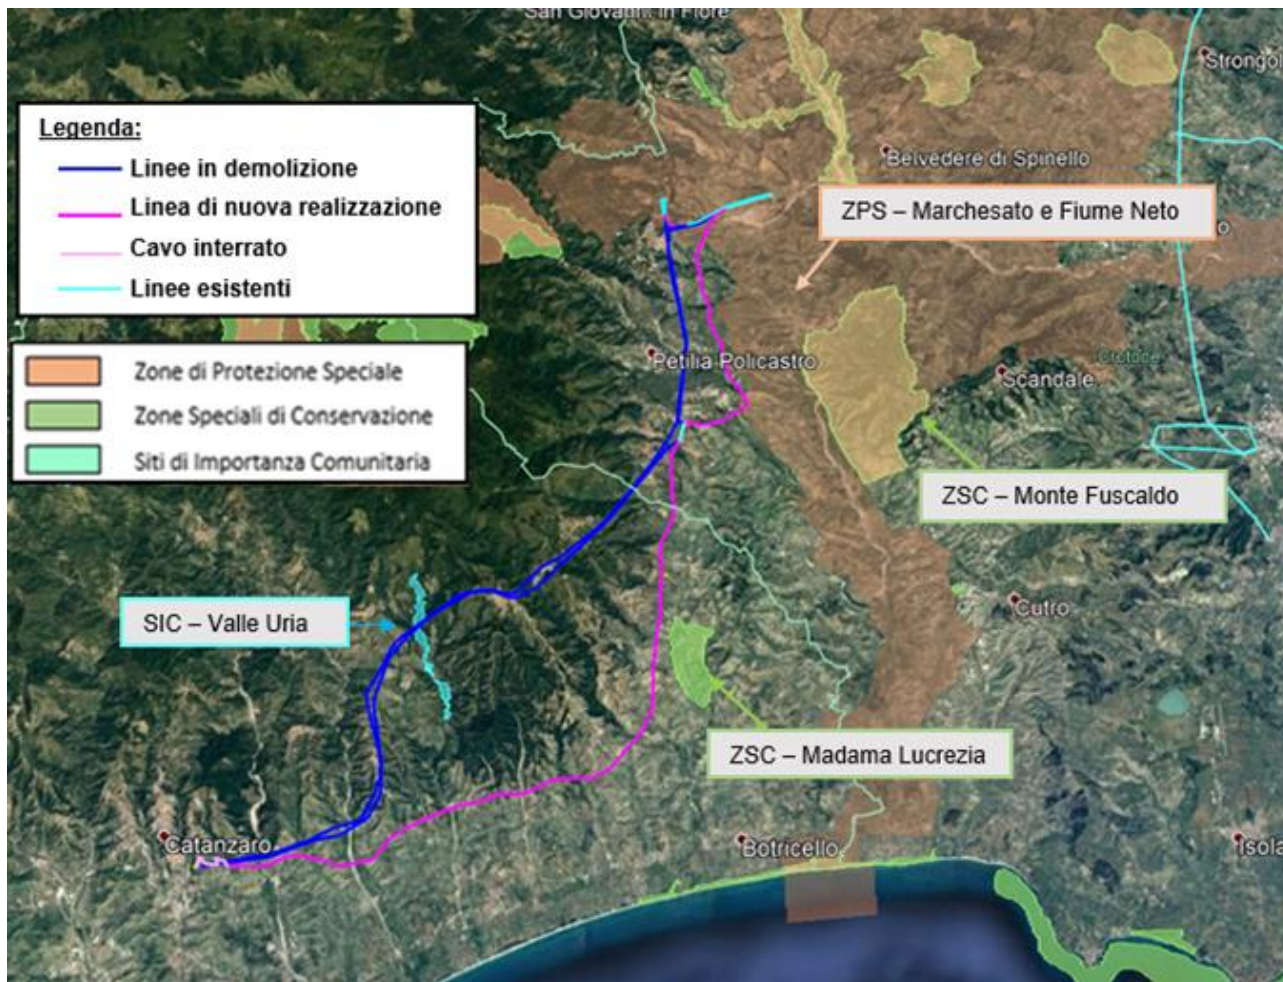 San Giovanni in Fiore
Strongol
Legenda:
Linee in demolizione
Linea di nuova realizzazione
Cavo interrato
Linee esistenti
Belvedere di Spinello
ZPS – Marchesato e Fiume Neto
o
Zone di Protezione Speciale
Zone Speciali di Conservazione
Siti di Importanza Comunitaria
Petilia Policastro
Crotone
Scandale
ZSC – Monte Fuscaldo
SIC – Valle Uria
Cutro
ZSC – Madama Lucrezia
Catanzaro
Botricello
Isola